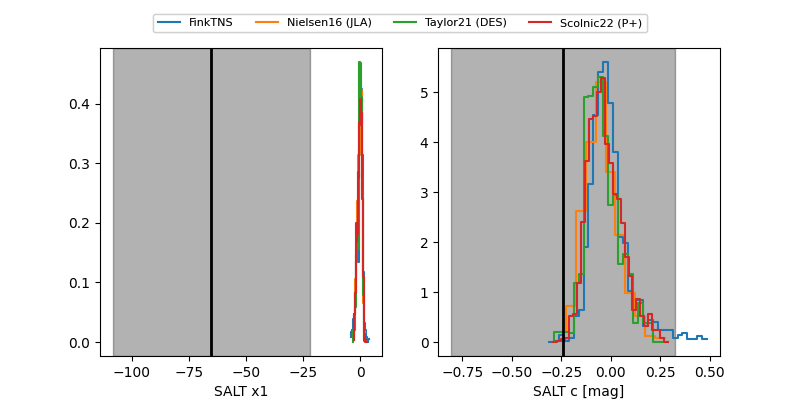 FinkTNS Nielsen16 (JLA) Taylor21 (DES) Scolnic22 (P+)
0.4
0.3
0.2
0.1
0.0
−100 −75 −50 −25 0
SALT x1
5
4
3
2
1
0
−0.75 −0.50 −0.25 0.00 0.25 0.50
SALT c [mag]